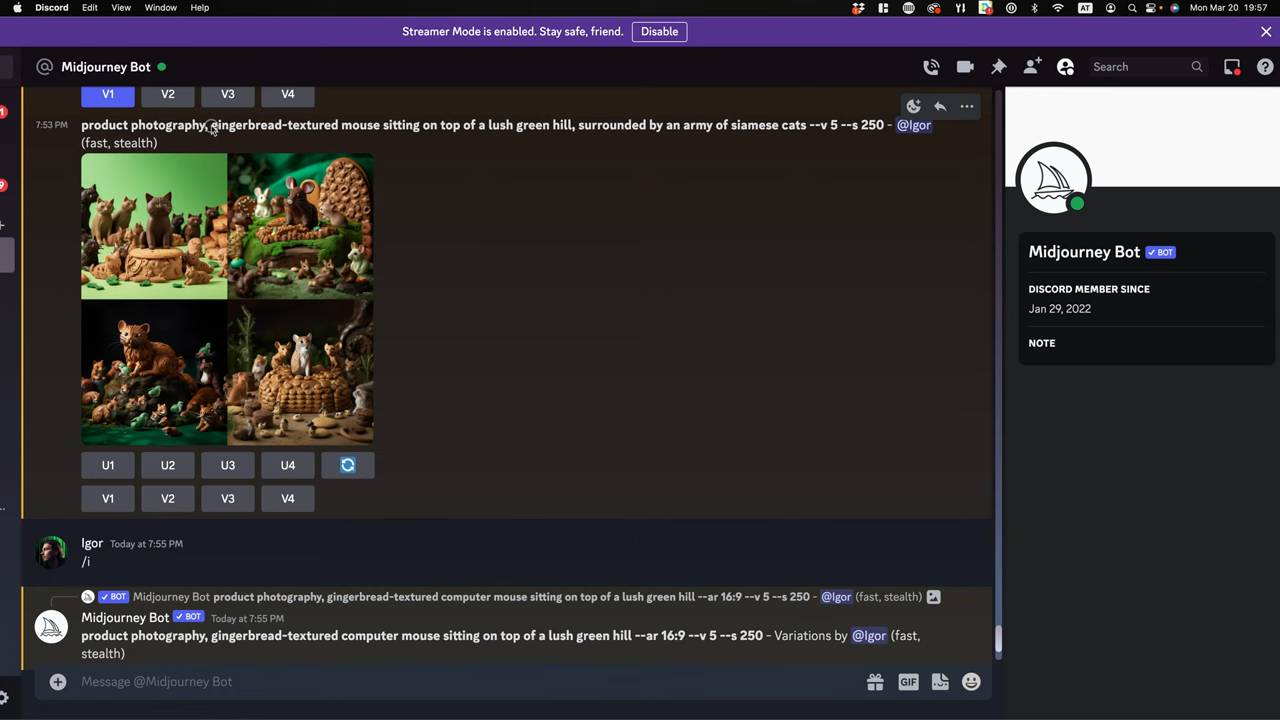 Discord Edit View Window Help
AT Mon Mar 20 19:57
Streamer Mode is enabled. Stay safe, friend. Disable
Midjourney Bot
Search
V1 V2 V3 V4
7:53 PM product photography, gingerbread-textured mouse sitting on top of a lush green hill, surrounded by an army of siamese cats --v 5 --s 250 - @Igor
(fast, stealth)
U1 U2 U3 U4
V1 V2 V3 V4
Igor Today at 7:55 PM
/i
BOT Midjourney Bot product photography, gingerbread-textured computer mouse sitting on top of a lush green hill --ar 16:9 --v 5 --s 250 - @Igor (fast, stealth)
Midjourney Bot BOT Today at 7:55 PM
product photography, gingerbread-textured computer mouse sitting on top of a lush green hill --ar 16:9 --v 5 --s 250 - Variations by @Igor (fast,
stealth)
Message @Midjourney Bot
GIF
Midjourney Bot BOT
DISCORD MEMBER SINCE
Jan 29, 2022
NOTE
1
9